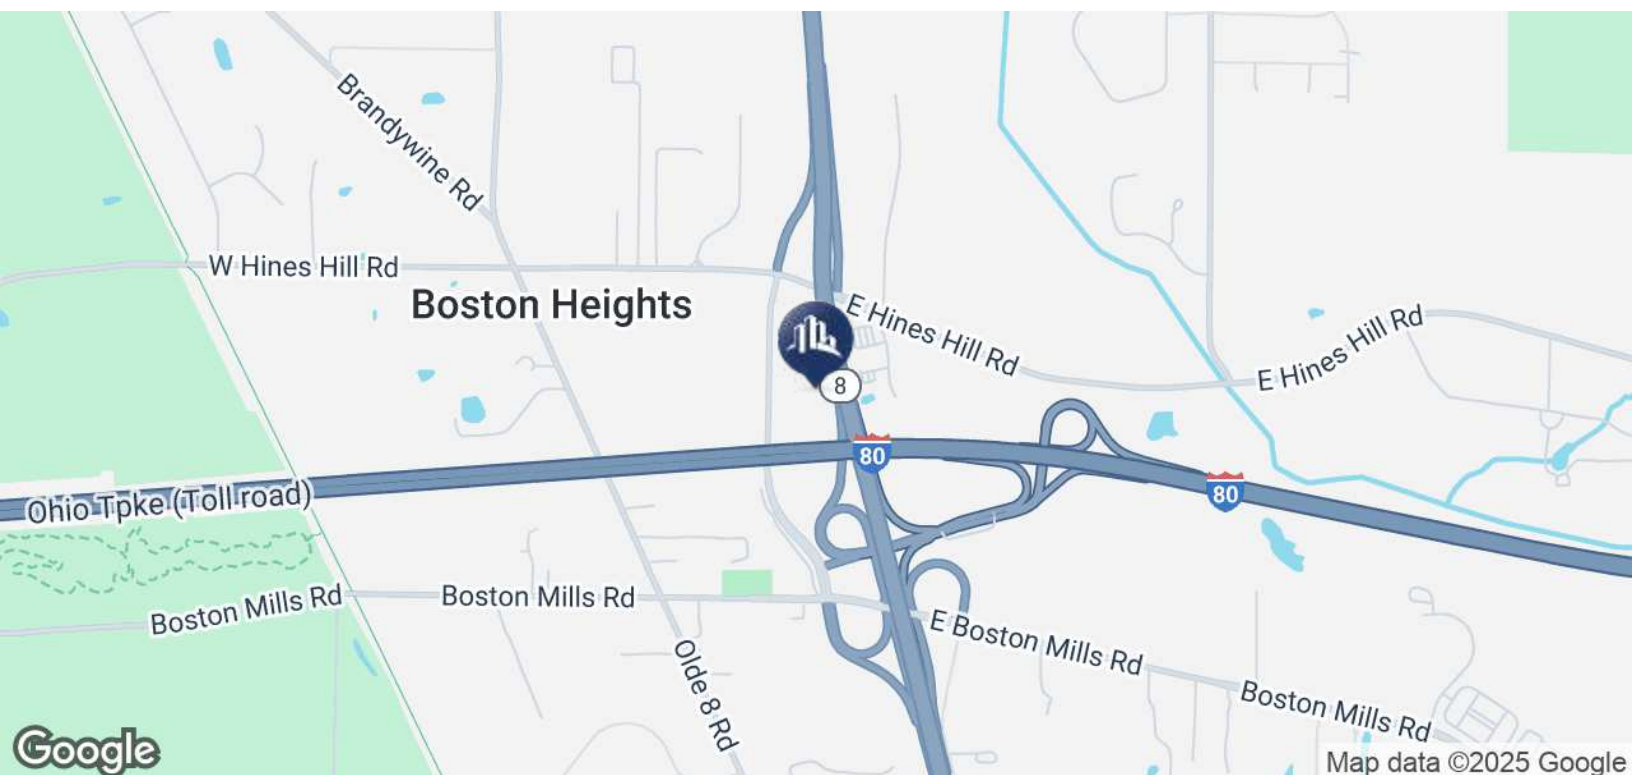 Brandywine Rd
W Hines Hill Rd
Boston Heights
E Hines Hill Rd
E Hines Hill Rd
8
80
80
Ohio Tpke (Toll road)
Boston Mills Rd
Boston Mills Rd
E Boston Mills Rd
Olde 8 Rd
Boston Mills Rd
Google
Map data ©2025 Google